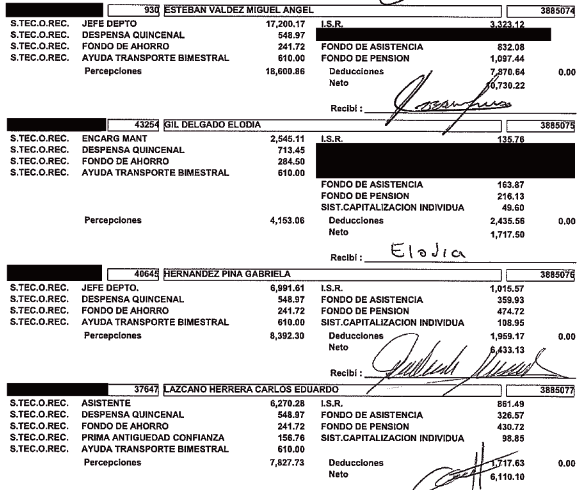 930 ESTEBAN VALDEZ MIGUEL ANGEL 3885074
S.TEC.O.REC. JEFE DEPTO 17,200.17 I.S.R. 3,323.12
S.TEC.O.REC. DESPENSA QUINCENAL 548.97
S.TEC.O.REC. FONDO DE AHORRO 241.72 FONDO DE ASISTENCIA 832.08
S.TEC.O.REC. AYUDA TRANSPORTE BIMESTRAL 610.00 FONDO DE PENSION 1,097.44
Percepciones 18,600.86 Deducciones 7,870.64 0.00
Neto 10,730.22
Recibí :
43254 GIL DELGADO ELODIA 3885075
S.TEC.O.REC. ENCARG MANT 2,545.11 I.S.R. 135.76
S.TEC.O.REC. DESPENSA QUINCENAL 713.45
S.TEC.O.REC. FONDO DE AHORRO 284.50
S.TEC.O.REC. AYUDA TRANSPORTE BIMESTRAL 610.00
FONDO DE ASISTENCIA 163.87
FONDO DE PENSION 216.13
SIST.CAPITALIZACION INDIVIDUA 49.60
Percepciones 4,153.06 Deducciones 2,435.56 0.00
Neto 1,717.50
Recibí : Elodia
40645 HERNANDEZ PINA GABRIELA 3885076
S.TEC.O.REC. JEFE DEPTO. 6,991.61 I.S.R. 1,015.57
S.TEC.O.REC. DESPENSA QUINCENAL 548.97 FONDO DE ASISTENCIA 359.93
S.TEC.O.REC. FONDO DE AHORRO 241.72 FONDO DE PENSION 474.72
S.TEC.O.REC. AYUDA TRANSPORTE BIMESTRAL 610.00 SIST.CAPITALIZACION INDIVIDUA 108.95
Percepciones 8,392.30 Deducciones 1,959.17 0.00
Neto 6,433.13
Recibí :
37647 LAZCANO HERRERA CARLOS EDUARDO 3885077
S.TEC.O.REC. ASISTENTE 6,270.28 I.S.R. 861.49
S.TEC.O.REC. DESPENSA QUINCENAL 548.97 FONDO DE ASISTENCIA 326.57
S.TEC.O.REC. FONDO DE AHORRO 241.72 FONDO DE PENSION 430.72
S.TEC.O.REC. PRIMA ANTIGUEDAD CONFIANZA 156.76 SIST.CAPITALIZACION INDIVIDUA 98.85
S.TEC.O.REC. AYUDA TRANSPORTE BIMESTRAL 610.00
Percepciones 7,827.73 Deducciones 1,717.63 0.00
Neto 6,110.10